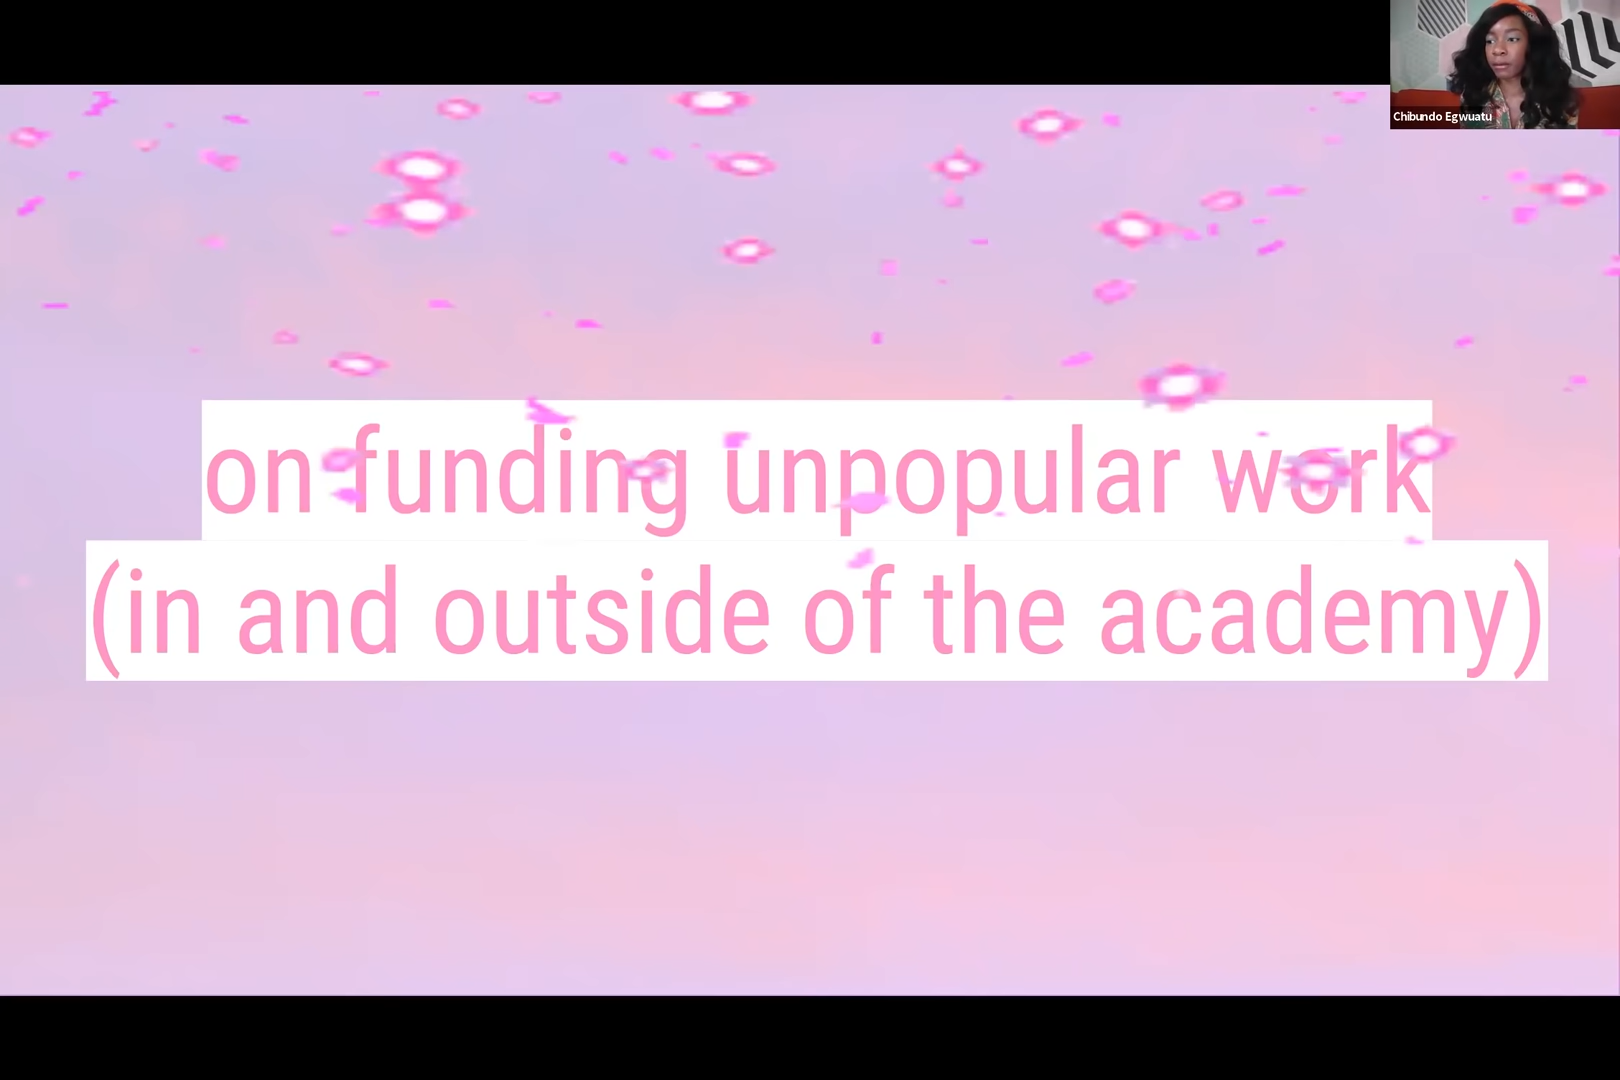 Chibundo Egwuatu
on funding unpopular work
(in and outside of the academy)